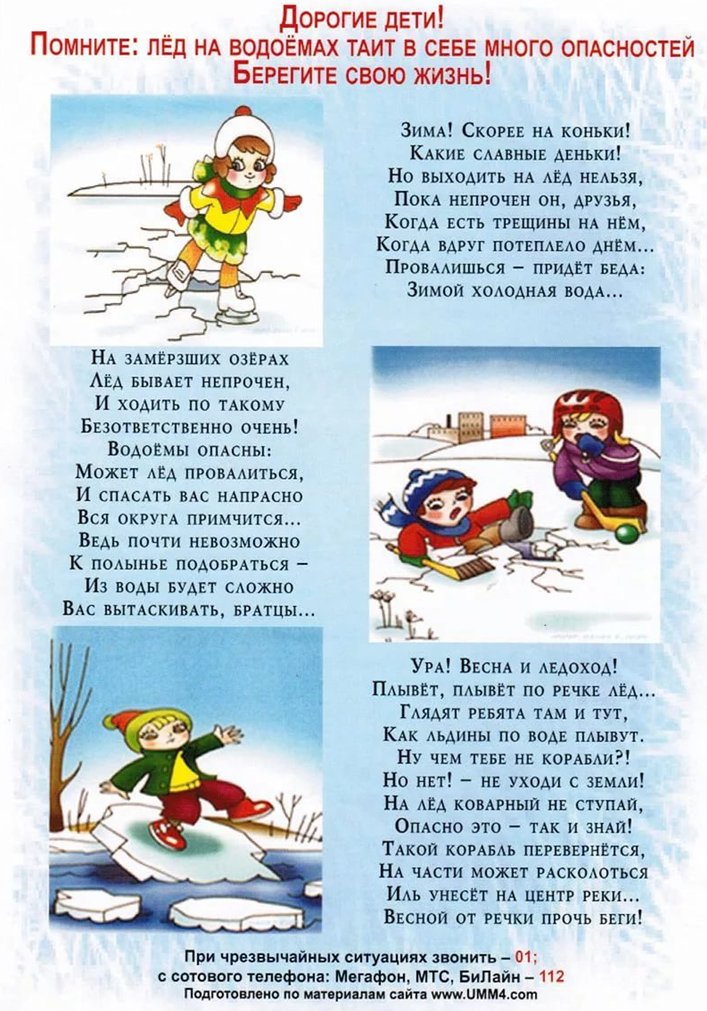 Дорогие дети!
Помните: лёд на водоёмах таит в себе много опасностей
Берегите свою жизнь!
Зима! Скорее на коньки!
Какие славные деньки!
Но выходить на лёд нельзя,
Пока непрочен он, друзья,
Когда есть трещины на нём,
Когда вдруг потеплело днём...
Провалишься – придёт беда:
Зимой холодная вода...
На замёрзших озёрах
Лёд бывает непрочен,
И ходить по такому
Безответственно очень!
Водоёмы опасны:
Может лёд провалиться,
И спасать вас напрасно
Вся округа примчится...
Ведь почти невозможно
К полынье подобраться –
Из воды будет сложно
Вас вытаскивать, братцы...
Ура! Весна и ледоход!
Плывёт, плывёт по речке лёд...
Глядят ребята там и тут,
Как льдины по воде плывут.
Ну чем тебе не корабли?!
Но нет! – не уходи с земли!
На лёд коварный не ступай,
Опасно это – так и знай!
Такой корабль перевернётся,
На части может расколоться
Иль унесёт на центр реки...
Весной от речки прочь беги!
При чрезвычайных ситуациях звонить – 01;
с сотового телефона: Мегафон, МТС, БиЛайн – 112
Подготовлено по материалам сайта www.UMM4.com